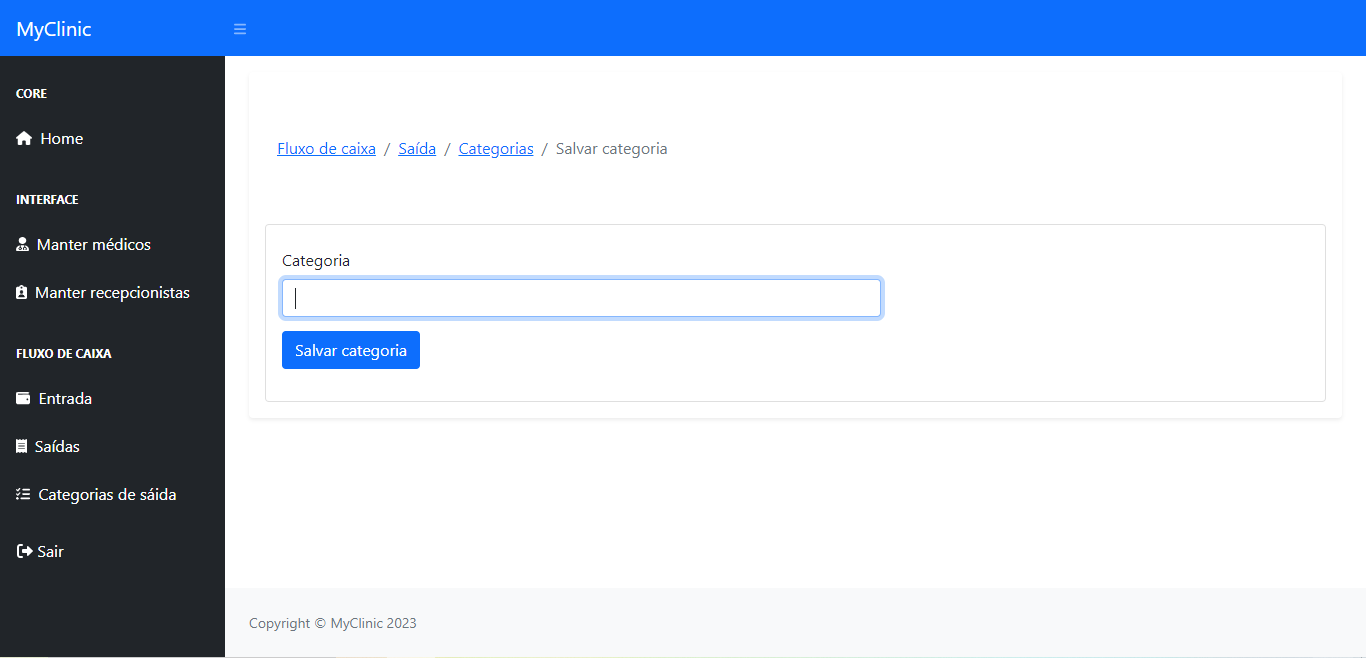 MyClinic
CORE
Home
INTERFACE
Manter médicos
Manter recepcionistas
FLUXO DE CAIXA
Entrada
Saídas
Categorias de sáida
Sair
Fluxo de caixa / Saída / Categorias / Salvar categoria
Categoria
Salvar categoria
Copyright © MyClinic 2023